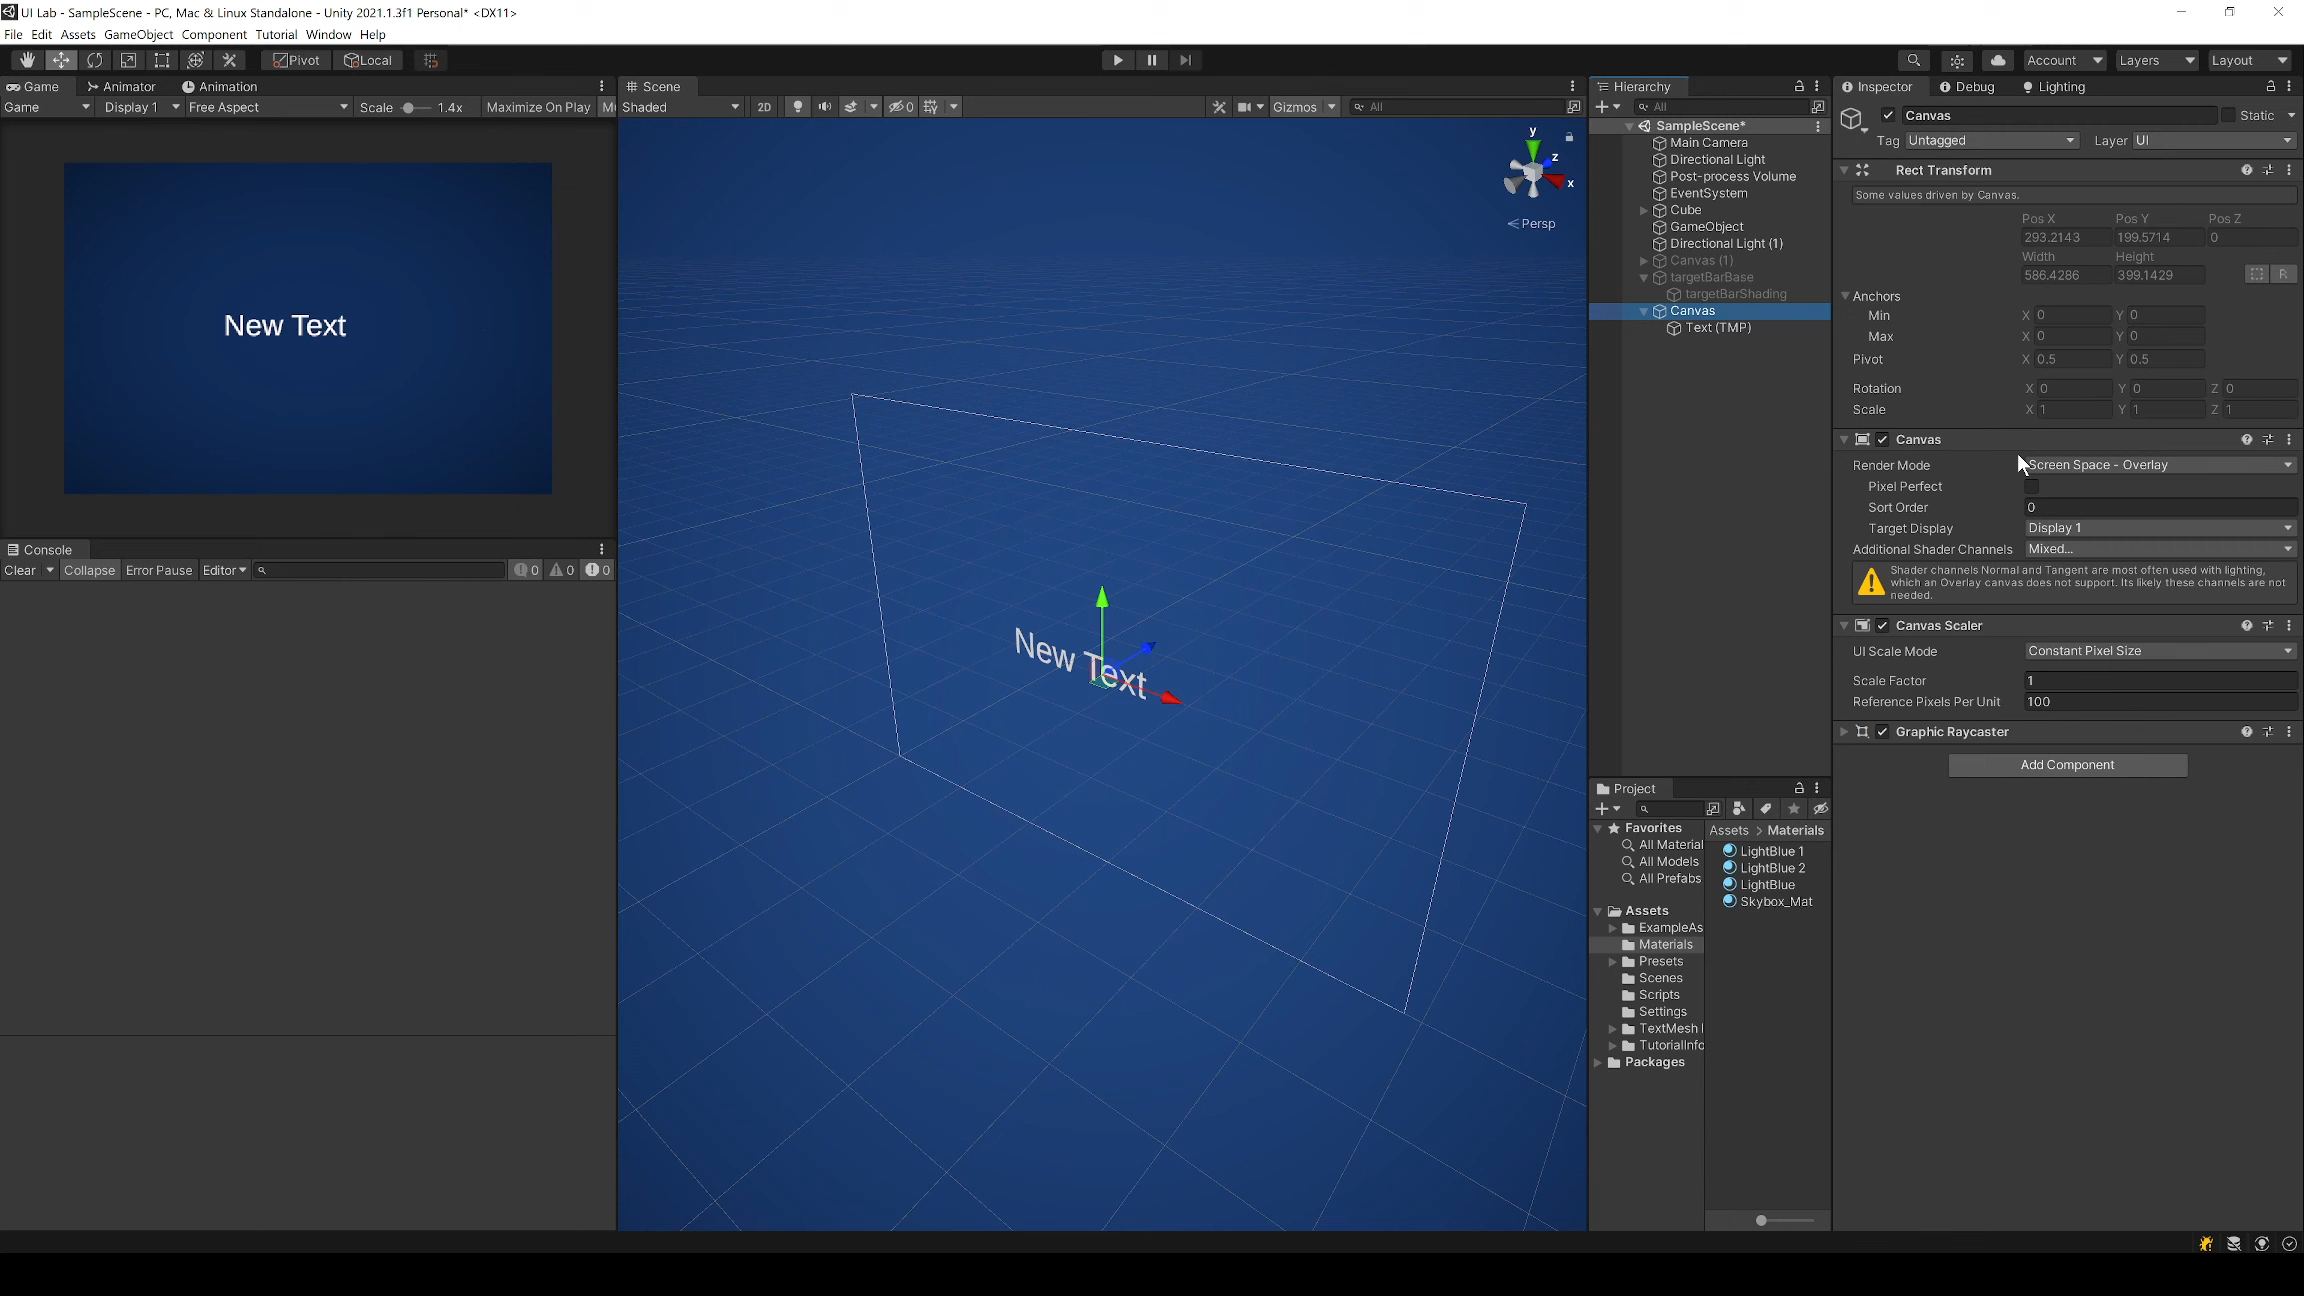 UI Lab - SampleScene - PC, Mac & Linux Standalone - Unity 2021.1.3f1 Personal* <DX11>
File Edit Assets GameObject Component Tutorial Window Help
Pivot Local
Account Layers Layout
Game Animator Animation
Game Display 1 Free Aspect Scale 1.4x Maximize On Play
New Text
Console
Clear Collapse Error Pause Editor 0 0 0
Scene
Shaded 2D 0 Gizmos All
y
z
x
Persp
New Text
Hierarchy
All
SampleScene*
Main Camera
Directional Light
Post-process Volume
EventSystem
Cube
GameObject
Directional Light (1)
Canvas (1)
targetBarBase
targetBarShading
Canvas
Text (TMP)
Project
Favorites
All Material
All Models
All Prefabs
Assets
ExampleAs
Materials
Presets
Scenes
Scripts
Settings
TextMesh
TutorialInfo
Packages
Assets > Materials
LightBlue 1
LightBlue 2
LightBlue
Skybox_Mat
Inspector Debug Lighting
Canvas Static
Tag Untagged Layer UI
Rect Transform
Some values driven by Canvas.
Pos X Pos Y Pos Z
293.2143 199.5714 0
Width Height
586.4286 399.1429 R
Anchors
Min X 0 Y 0
Max X 0 Y 0
Pivot X 0.5 Y 0.5
Rotation X 0 Y 0 Z 0
Scale X 1 Y 1 Z 1
Canvas
Render Mode Screen Space - Overlay
Pixel Perfect
Sort Order 0
Target Display Display 1
Additional Shader Channels Mixed...
Shader channels Normal and Tangent are most often used with lighting,
which an Overlay canvas does not support. Its likely these channels are not
needed.
Canvas Scaler
UI Scale Mode Constant Pixel Size
Scale Factor 1
Reference Pixels Per Unit 100
Graphic Raycaster
Add Component